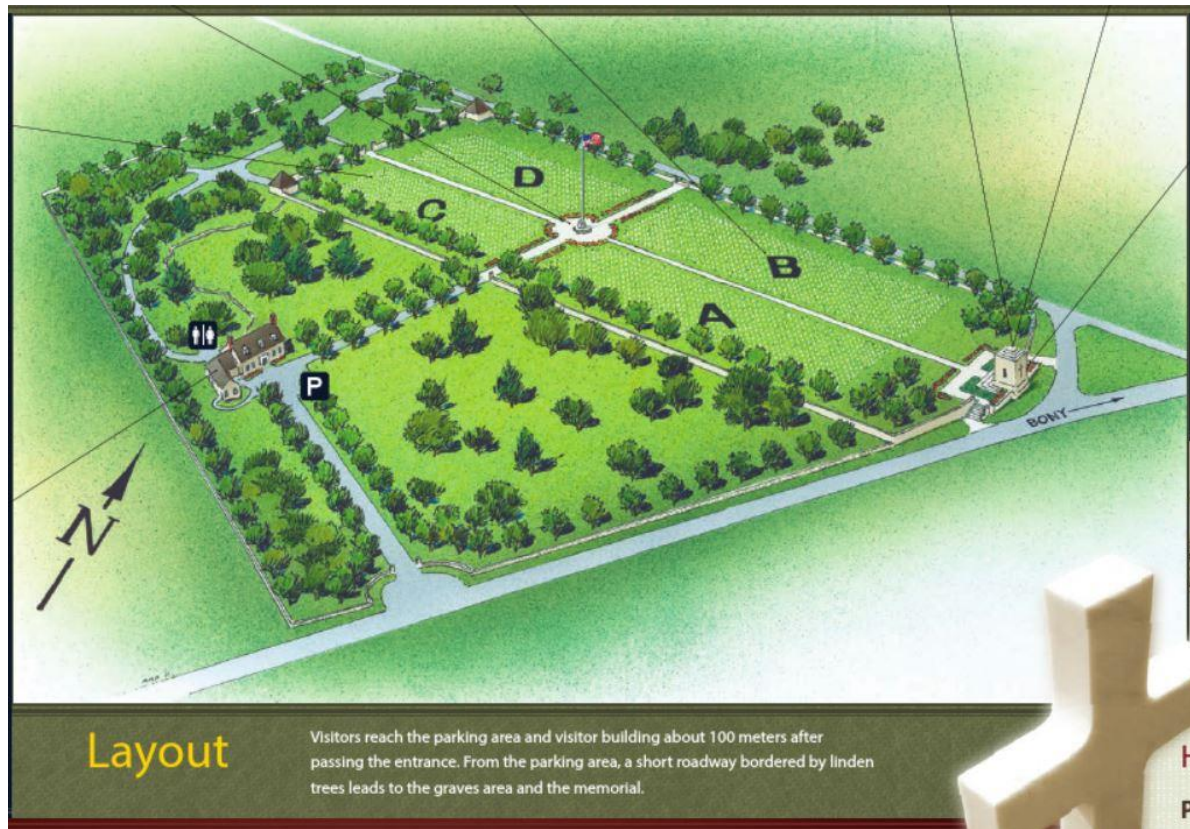 D
C
B
A
P
BONY
N
Layout
Visitors reach the parking area and visitor building about 100 meters after
passing the entrance. From the parking area, a short roadway bordered by linden
trees leads to the graves area and the memorial.
H
P